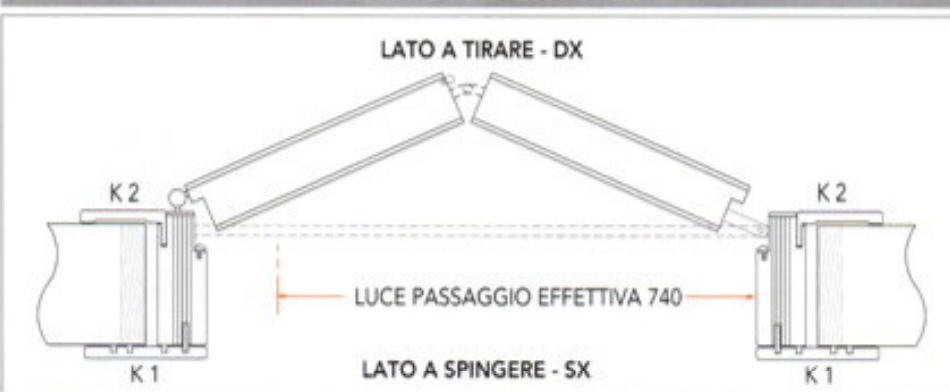 LATO A TIRARE - DX
K 2
K 2
LUCE PASSAGGIO EFFETTIVA 740
LATO A SPINGERE - SX
K 1
K 1